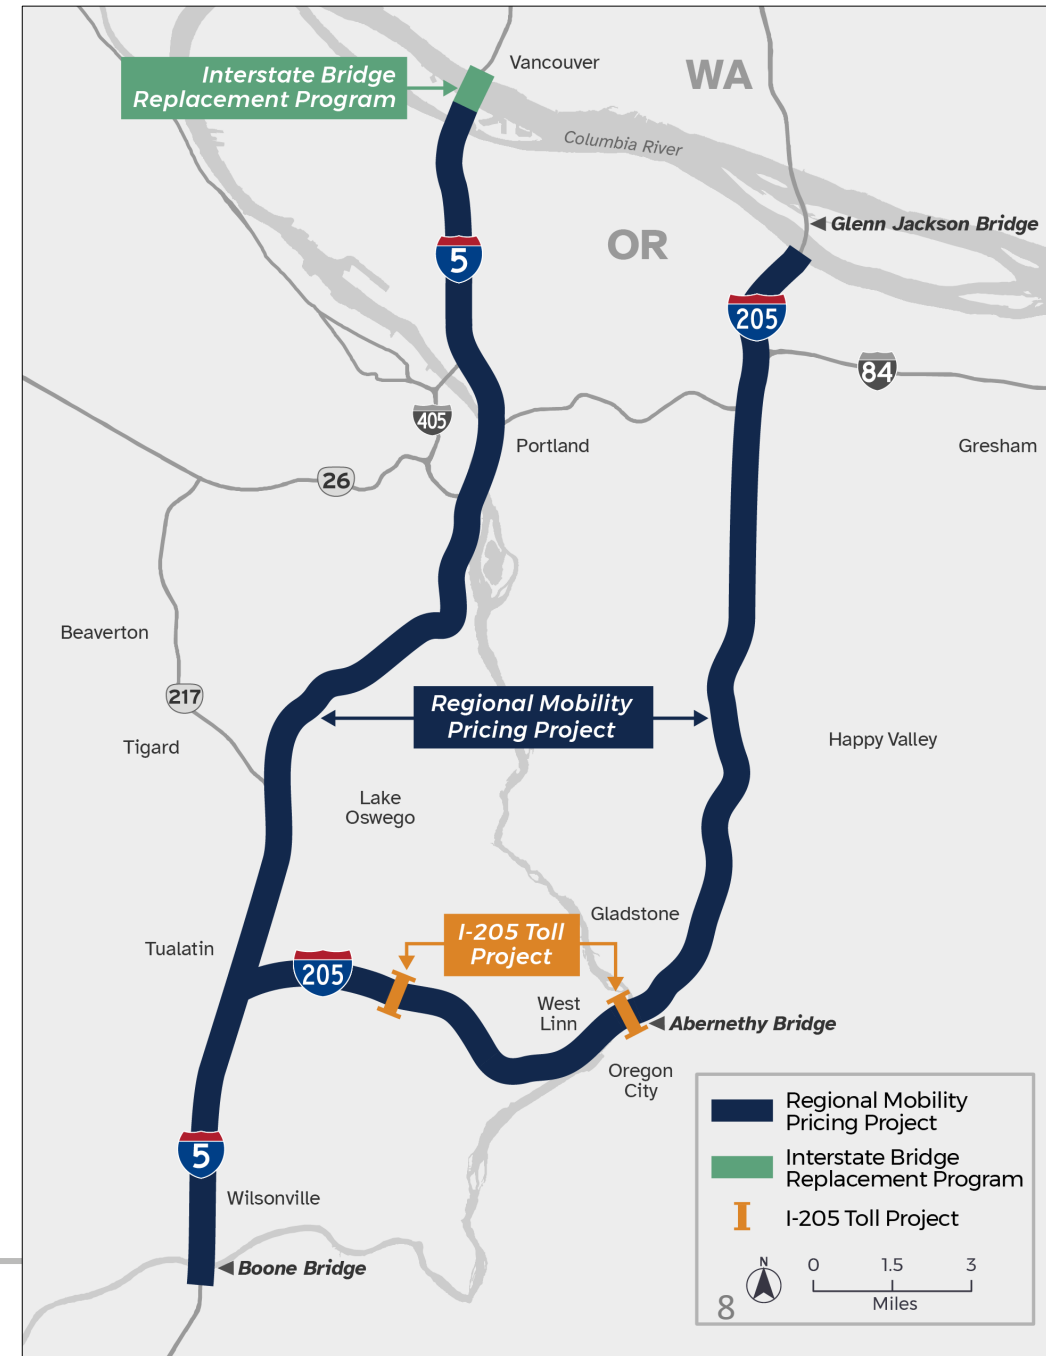 Interstate Bridge
Replacement Program
Vancouver
WA
Columbia River
Glenn Jackson Bridge
OR
5
205
84
405
Portland
Gresham
26
Beaverton
217
Regional Mobility
Pricing Project
Tigard
Happy Valley
Lake
Oswego
I-205 Toll
Project
Gladstone
Tualatin
205
West
Linn
Abernethy Bridge
Oregon
City
5
Wilsonville
Boone Bridge
Regional Mobility
Pricing Project
Interstate Bridge
Replacement Program
I-205 Toll Project
N
0 1.5 3
Miles
8